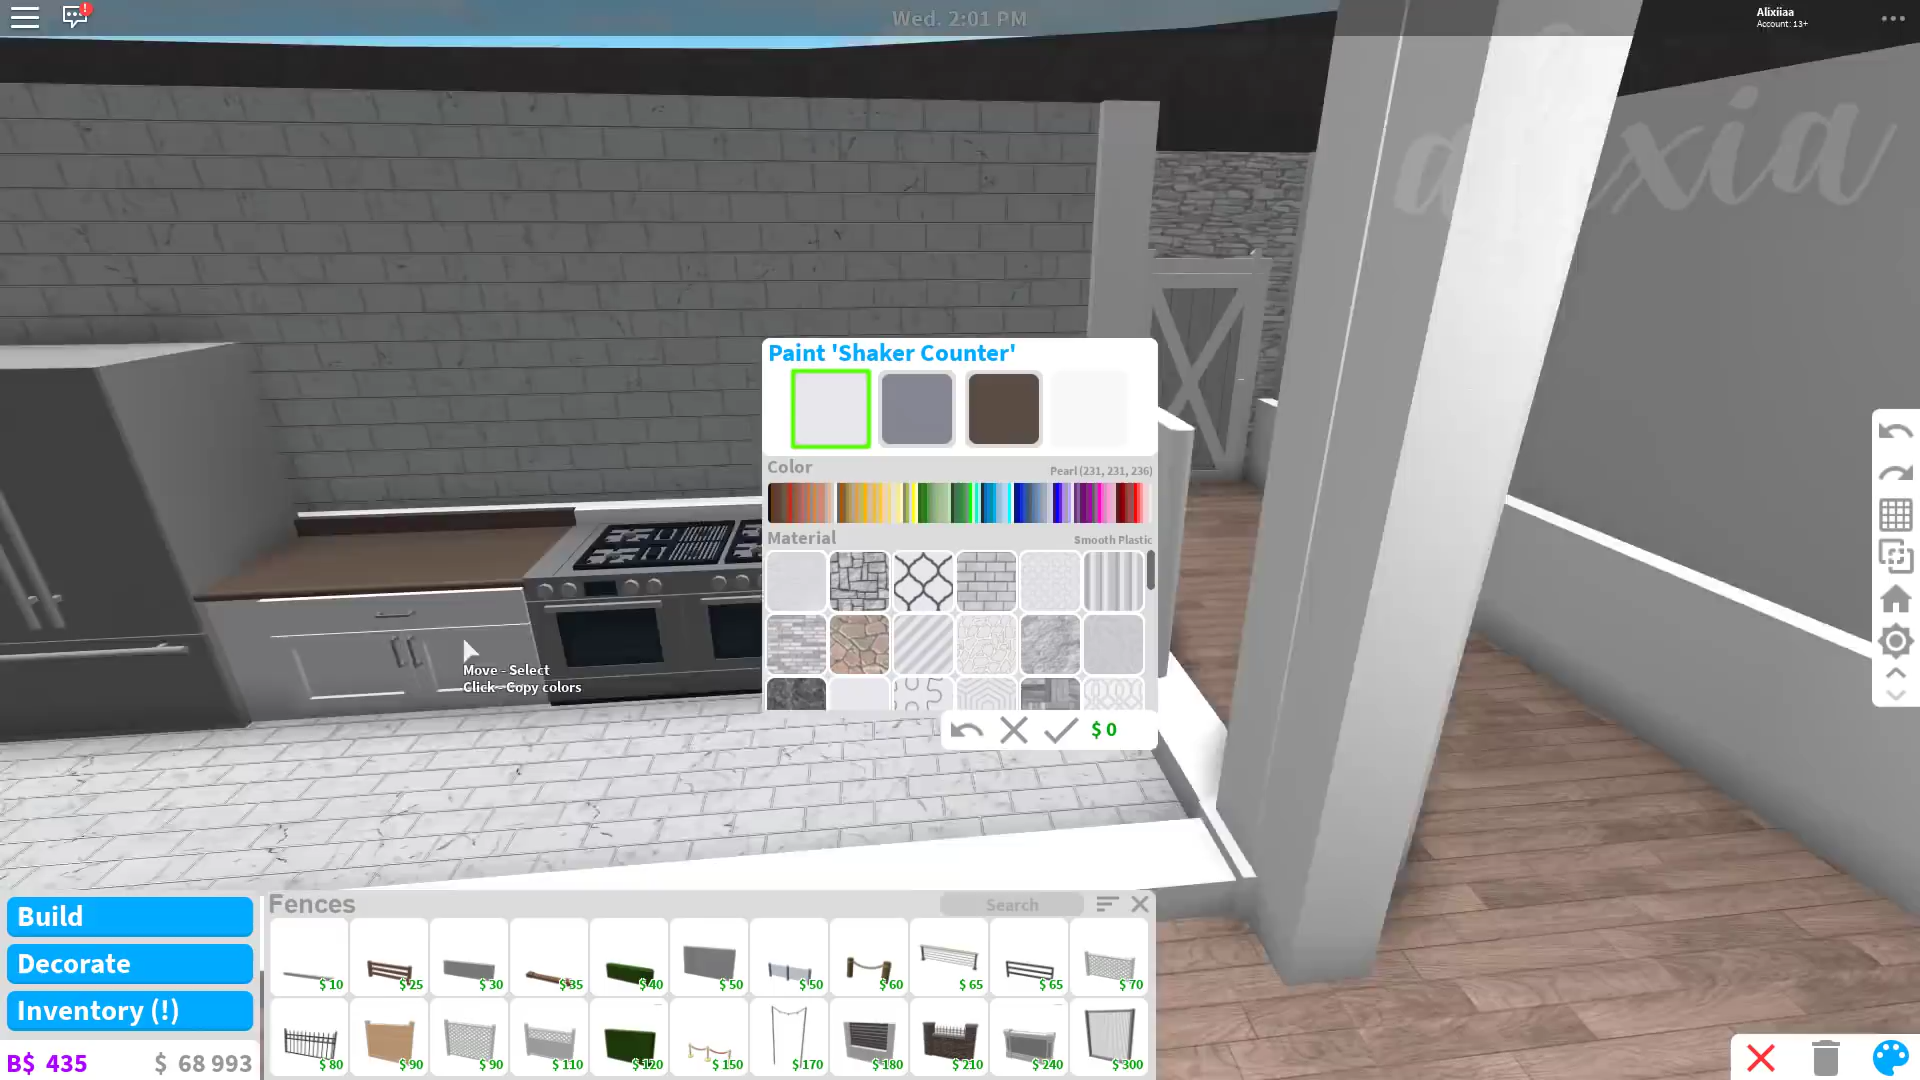 Wed. 2:01 PM
Alixiiaa
Account: 13+
alixia
Paint 'Shaker Counter'
Color
Pearl (231, 231, 236)
Material
Smooth Plastic
Move - Select
Click - Copy colors
$ 0
Build
Decorate
Inventory (!)
B$ 435
$ 68 993
Fences
Search
$ 10
$ 25
$ 30
$ 35
$ 40
$ 50
$ 50
$ 60
$ 65
$ 65
$ 70
$ 80
$ 90
$ 90
$ 110
$ 120
$ 150
$ 170
$ 180
$ 210
$ 240
$ 300